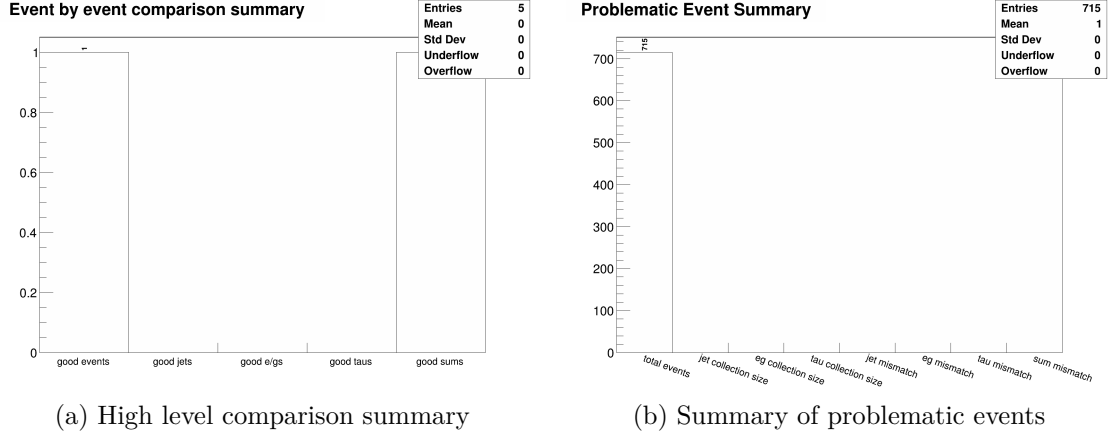 Event by event comparison summary
Entries 5
Mean 0
Std Dev 0
Underflow 0
Overflow 0
1
1
0.8
0.6
0.4
0.2
0
good events good jets good e/gs good taus good sums
(a) High level comparison summary
Problematic Event Summary
Entries 715
Mean 1
Std Dev 0
Underflow 0
Overflow 0
715
700
600
500
400
300
200
100
0
total events jet collection size eg collection size tau collection size jet mismatch eg mismatch tau mismatch sum mismatch
(b) Summary of problematic events